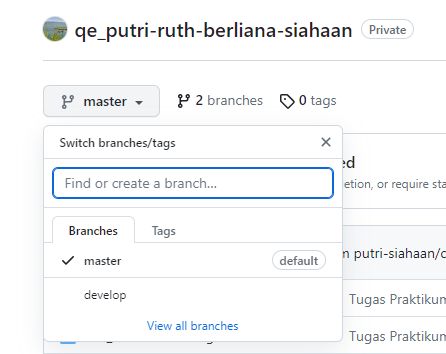 qe_putri-ruth-berliana-siahaan Private
master 2 branches 0 tags
Switch branches/tags
Find or create a branch...
Branches Tags
master default
develop
View all branches
etion, or require sta
m putri-siahaan/
Tugas Praktikum
Tugas Praktikum